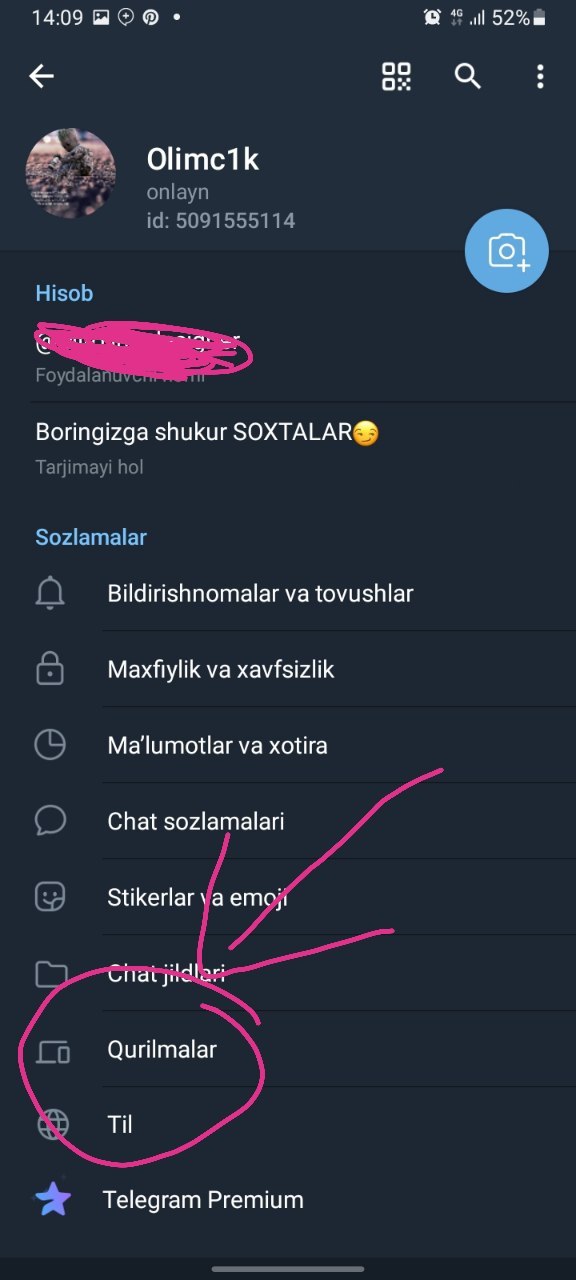 14:09
4G 52%
Olimc1k
onlayn
id: 5091555114
Hisob
@
Foydalanuvchi nomi
Boringizga shukur SOXTALAR😏
Tarjimayi hol
Sozlamalar
Bildirishnomalar va tovushlar
Maxfiylik va xavfsizlik
Ma’lumotlar va xotira
Chat sozlamalari
Stikerlar va emoji
Chat jildlari
Qurilmalar
Til
Telegram Premium